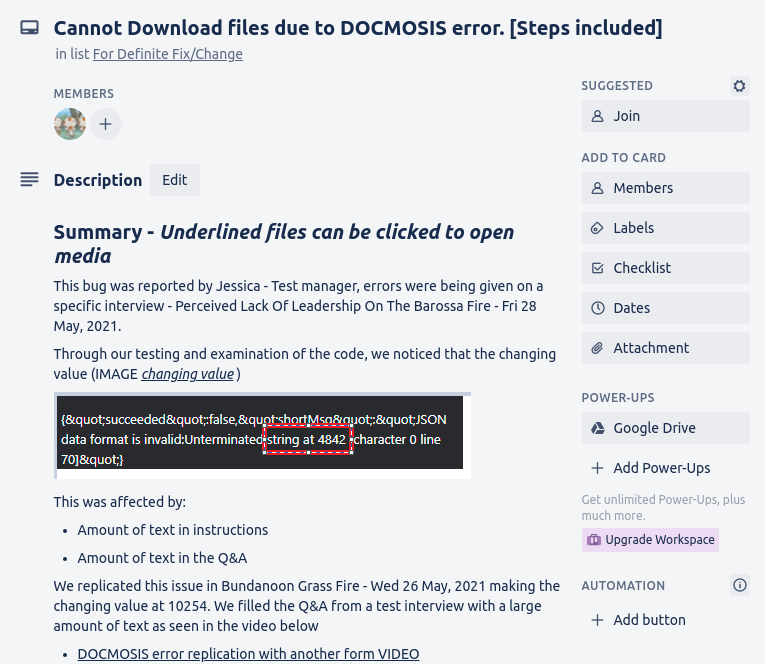 Cannot Download files due to DOCMOSIS error. [Steps included]
in list For Definite Fix/Change
MEMBERS
Description
Edit
Summary - Underlined files can be clicked to open
media
This bug was reported by Jessica - Test manager, errors were being given on a
specific interview - Perceived Lack Of Leadership On The Barossa Fire - Fri 28
May, 2021.
Through our testing and examination of the code, we noticed that the changing
value (IMAGE changing value )
{&quot;succeeded&quot;:false,&quot;shortMsg&quot;:&quot;JSON
data format is invalid:Unterminated string at 4842 [character 0 line
70]&quot;}
This was affected by:
• Amount of text in instructions
• Amount of text in the Q&A
We replicated this issue in Bundanoon Grass Fire - Wed 26 May, 2021 making the
changing value at 10254. We filled the Q&A from a test interview with a large
amount of text as seen in the video below
• DOCMOSIS error replication with another form VIDEO
SUGGESTED
Join
ADD TO CARD
Members
Labels
Checklist
Dates
Attachment
POWER-UPS
Google Drive
Add Power-Ups
Get unlimited Power-Ups, plus
much more.
Upgrade Workspace
AUTOMATION
Add button